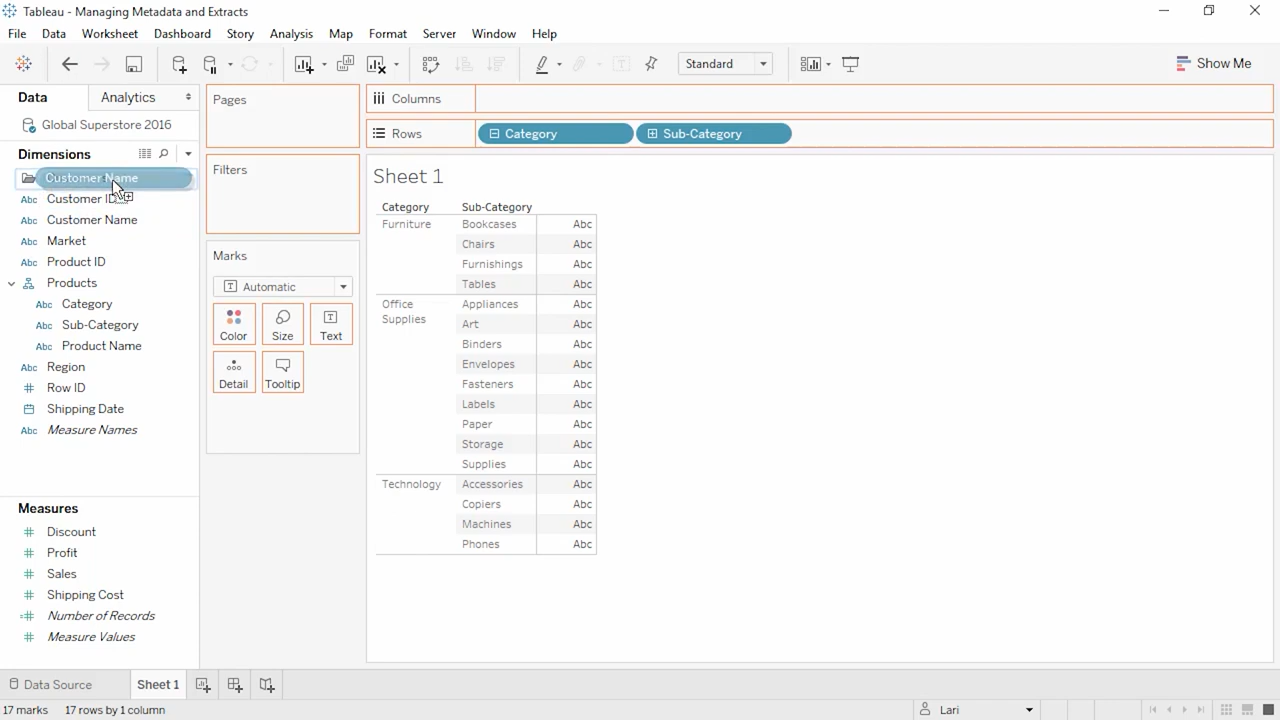 Tableau - Managing Metadata and Extracts
File Data Worksheet Dashboard Story Analysis Map Format Server Window Help
Standard
Show Me
Data Analytics
Global Superstore 2016
Dimensions
Customer Name
Customer ID
Abc Customer Name
Abc Market
Abc Product ID
Products
Abc Category
Abc Sub-Category
Abc Product Name
Abc Region
# Row ID
Shipping Date
Abc Measure Names
Measures
# Discount
# Profit
# Sales
# Shipping Cost
=# Number of Records
# Measure Values
Pages
Filters
Marks
Automatic
Color Size Text
Detail Tooltip
Columns
Rows Category Sub-Category
Sheet 1
Category Sub-Category
Furniture Bookcases Abc
Chairs Abc
Furnishings Abc
Tables Abc
Office Supplies Appliances Abc
Art Abc
Binders Abc
Envelopes Abc
Fasteners Abc
Labels Abc
Paper Abc
Storage Abc
Supplies Abc
Technology Accessories Abc
Copiers Abc
Machines Abc
Phones Abc
Data Source Sheet 1
17 marks 17 rows by 1 column
Lari